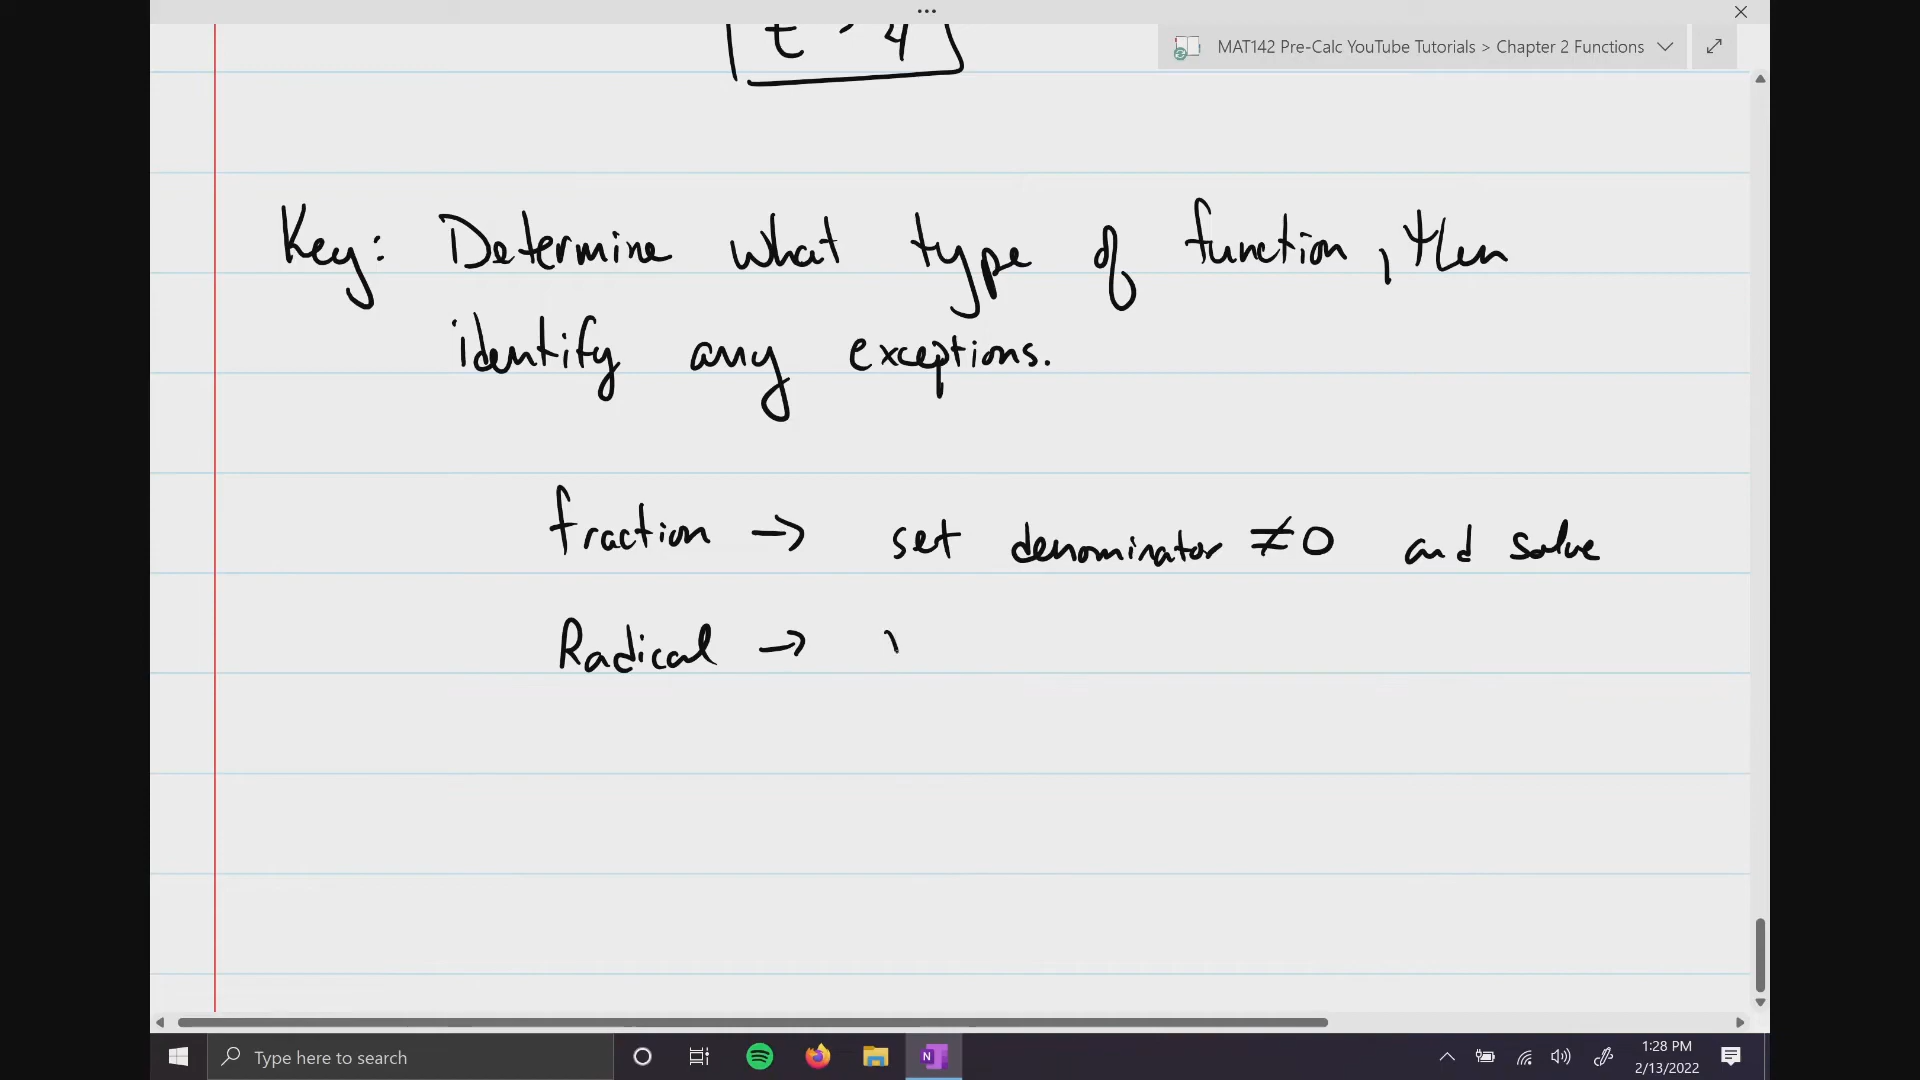 MAT142 Pre-Calc YouTube Tutorials > Chapter 2 Functions
t > 4
Key: Determine what type of function, then
identify any exceptions.
fraction → set denominator ≠0 and solve
Radical →
Type here to search
1:28 PM
2/13/2022